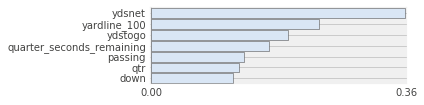 ydsnet
yardline_100
ydstogo
quarter_seconds_remaining
passing
qtr
down
0.00 0.36